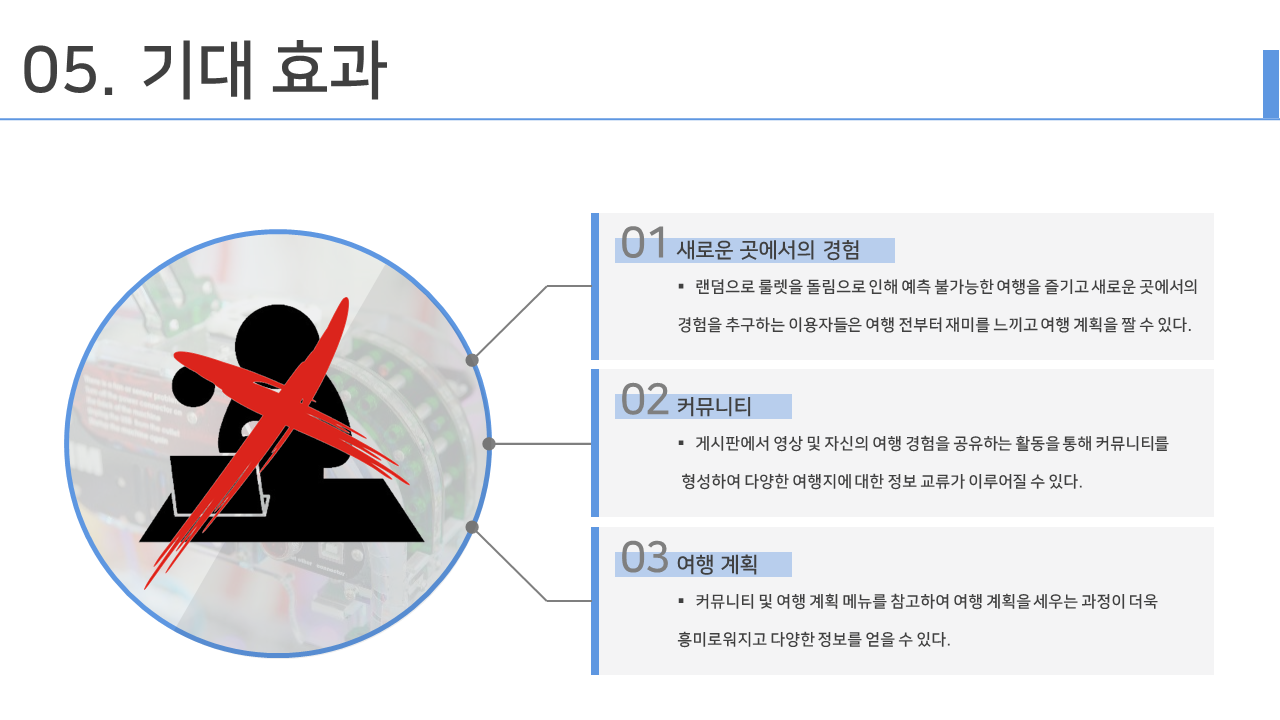 05. 기대 효과
01 새로운 곳에서의 경험
▪ 랜덤으로 룰렛을 돌림으로 인해 예측 불가능한 여행을 즐기고 새로운 곳에서의
경험을 추구하는 이용자들은 여행 전부터 재미를 느끼고 여행 계획을 짤 수 있다.
02 커뮤니티
▪ 게시판에서 영상 및 자신의 여행 경험을 공유하는 활동을 통해 커뮤니티를
형성하여 다양한 여행지에 대한 정보 교류가 이루어질 수 있다.
03 여행 계획
▪ 커뮤니티 및 여행 계획 메뉴를 참고하여 여행 계획을 세우는 과정이 더욱
흥미로워지고 다양한 정보를 얻을 수 있다.